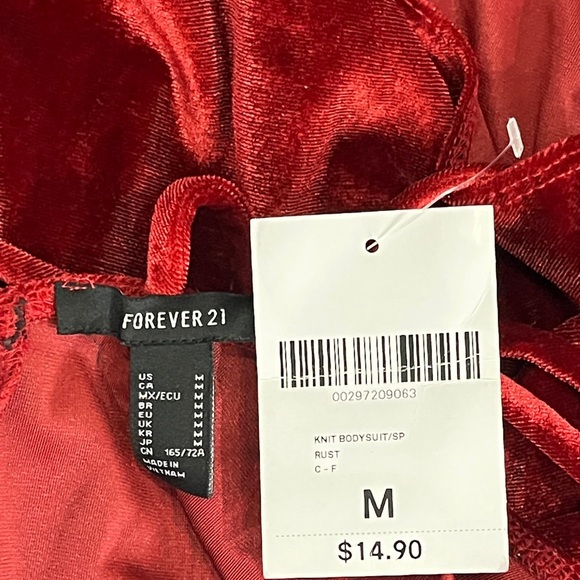 FOREVER 21
US M
CA M
MX/ECU M
BR M
EU M
UK M
KR M
JP M
CN 165/72A
MADE IN
VIETNAM
00297209063
KNIT BODYSUIT/SP
RUST
C - F
M
$14.90